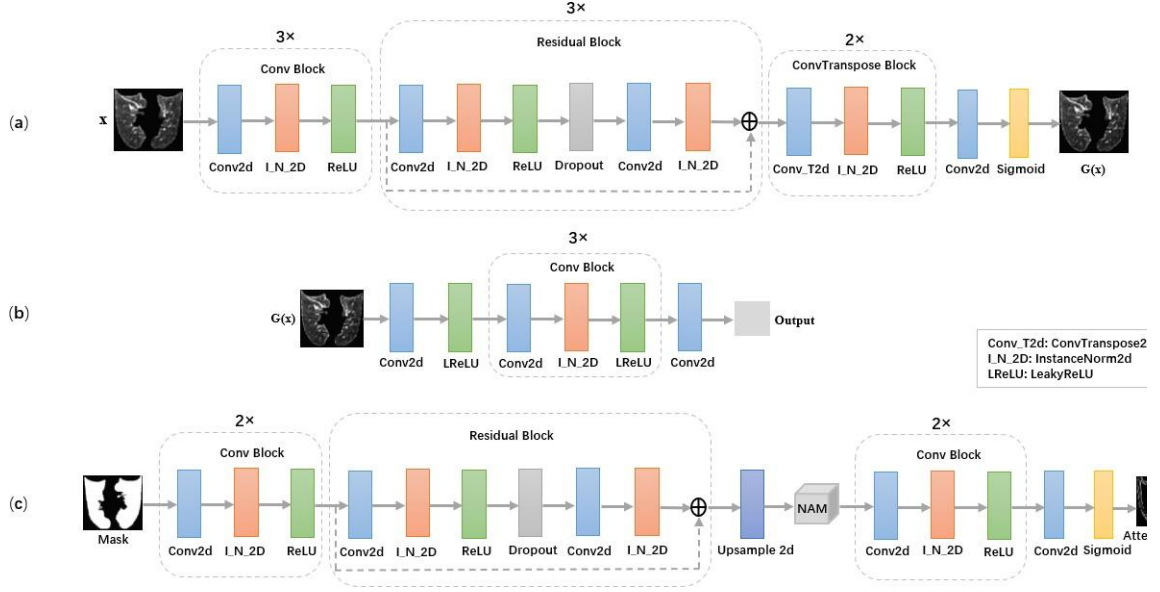 3×
3×
Residual Block
2×
Conv Block
ConvTranspose Block
(a)
x
Conv2d
I_N_2D
ReLU
Conv2d
I_N_2D
ReLU
Dropout
Conv2d
I_N_2D
Conv_T2d
I_N_2D
ReLU
Conv2d
Sigmoid
G(x)
3×
Conv Block
(b)
G(x)
Output
Conv2d
LReLU
Conv2d
I_N_2D
LReLU
Conv2d
Conv_T2d: ConvTranspose2
I_N_2D: InstanceNorm2d
LReLU: LeakyReLU
2×
Residual Block
2×
Conv Block
Conv Block
(c)
NAM
Mask
Conv2d
I_N_2D
ReLU
Conv2d
I_N_2D
ReLU
Dropout
Conv2d
I_N_2D
Upsample 2d
Conv2d
I_N_2D
ReLU
Conv2d
Sigmoid
Atte